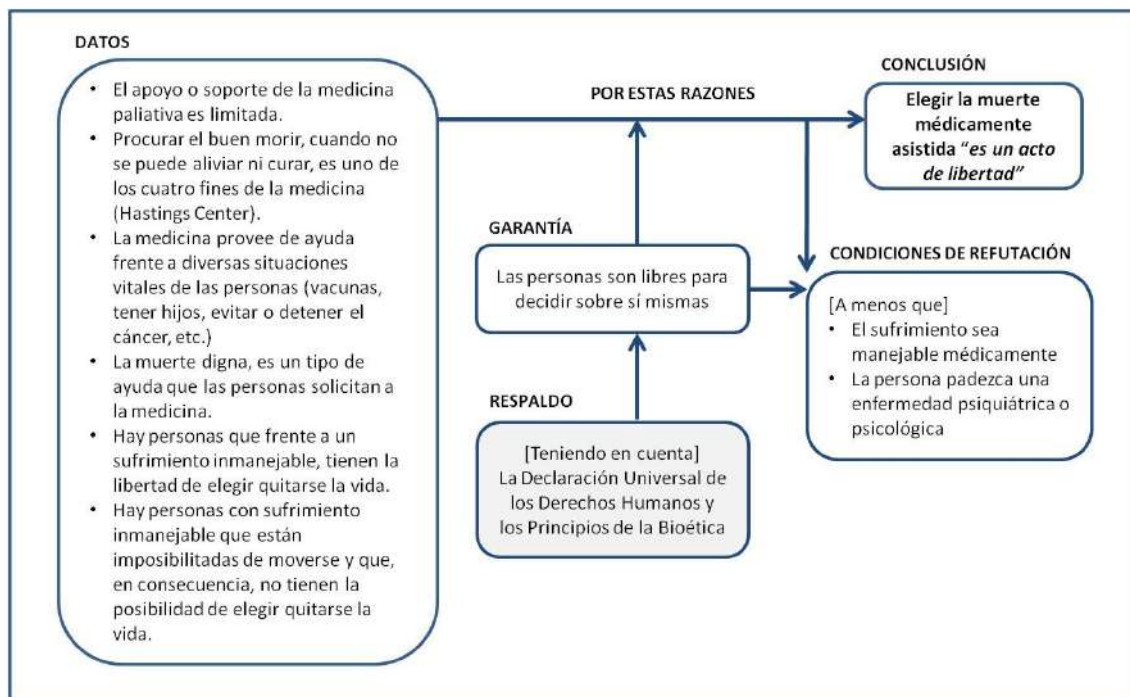 DATOS
• El apoyo o soporte de la medicina
paliativa es limitada.
• Procurar el buen morir, cuando no
se puede aliviar ni curar, es uno de
los cuatro fines de la medicina
(Hastings Center).
• La medicina provee de ayuda
frente a diversas situaciones
vitales de las personas (vacunas,
tener hijos, evitar o detener el
cáncer, etc.)
• La muerte digna, es un tipo de
ayuda que las personas solicitan a
la medicina.
• Hay personas que frente a un
sufrimiento inmanejable, tienen la
libertad de elegir quitarse la vida.
• Hay personas con sufrimiento
inmanejable que están
imposibilitadas de moverse y que,
en consecuencia, no tienen la
posibilidad de elegir quitarse la
vida.
POR ESTAS RAZONES
CONCLUSIÓN
Elegir la muerte
médicamente
asistida “es un acto
de libertad”
GARANTÍA
Las personas son libres para
decidir sobre sí mismas
CONDICIONES DE REFUTACIÓN
[A menos que]
• El sufrimiento sea
manejable médicamente
• La persona padezca una
enfermedad psiquiátrica o
psicológica
RESPALDO
[Teniendo en cuenta]
La Declaración Universal de
los Derechos Humanos y
los Principios de la Bioética